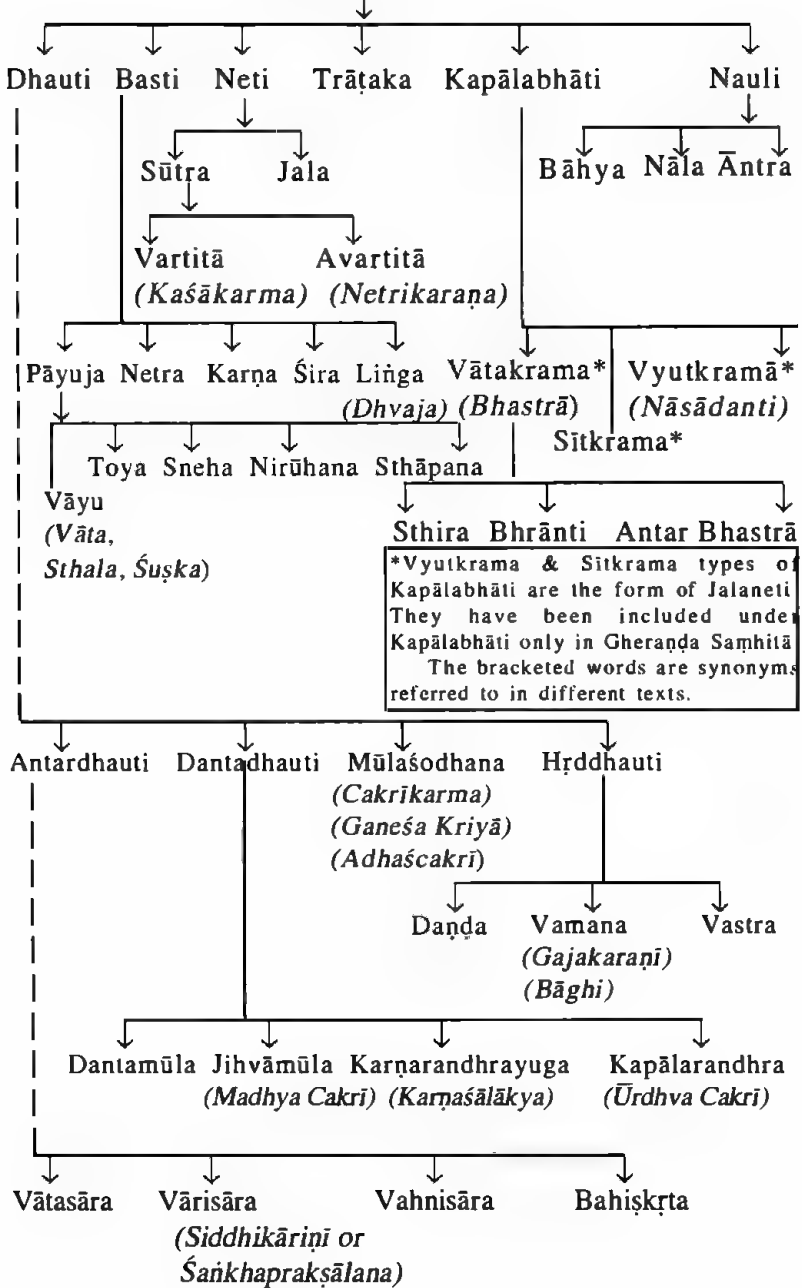 Dhauti Basti Neti Trāṭaka Kapālabhāti Nauli
Sūtra Jala
Bāhya Nāla Āntra
Vartitā Avartitā
(Kaśākarma) (Netrikaraṇa)
Pāyuja Netra Karṇa Śira Liṅga Vātakrama* Vyutkramā*
(Dhvaja) (Bhastrā) (Nāsādanti)
Sītkrama*
Toya Sneha Nirūhana Sthāpana
Vāyu
(Vāta,
Sthala, Śuṣka)
Sthira Bhrānti Antar Bhastrā
*Vyutkrama & Sītkrama types of
Kapālabhāti are the form of Jalaneti
They have been included unde
Kapālabhāti only in Gheraṇḍa Saṃhitā
The bracketed words are synonyms
referred to in different texts.
Antardhauti Dantadhauti Mūlaśodhana Hṛddhauti
(Cakrīkarma)
(Ganeśa Kriyā)
(Adhaścakrī)
Daṇḍa Vamana Vastra
(Gajakaraṇī)
(Bāghi)
Dantamūla Jihvāmūla Karṇarandhrayuga Kapālarandhra
(Madhya Cakrī) (Karṇaśālākya) (Ūrdhva Cakrī)
Vātasāra Vārisāra Vahnisāra Bahiṣkṛta
(Siddhikāriṇī or
Śaṅkhaprakṣālana)